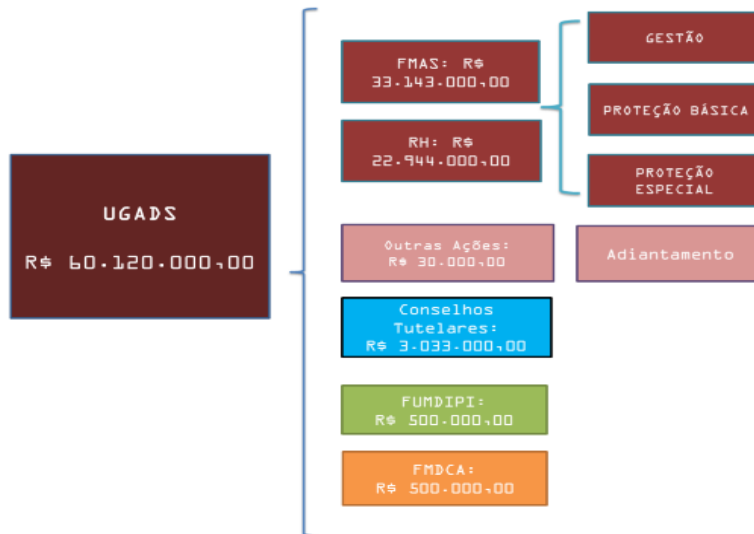 UGADS
R$ 60.120.000,00
FMAS: R$
33.143.000,00
RH: R$
22.944.000,00
GESTÃO
PROTEÇÃO BÁSICA
PROTEÇÃO
ESPECIAL
Outras Ações:
R$ 30.000,00
Adiantamento
Conselhos
Tutelares:
R$ 3.033.000,00
FUMDIPI:
R$ 500.000,00
FMDCA:
R$ 500.000,00